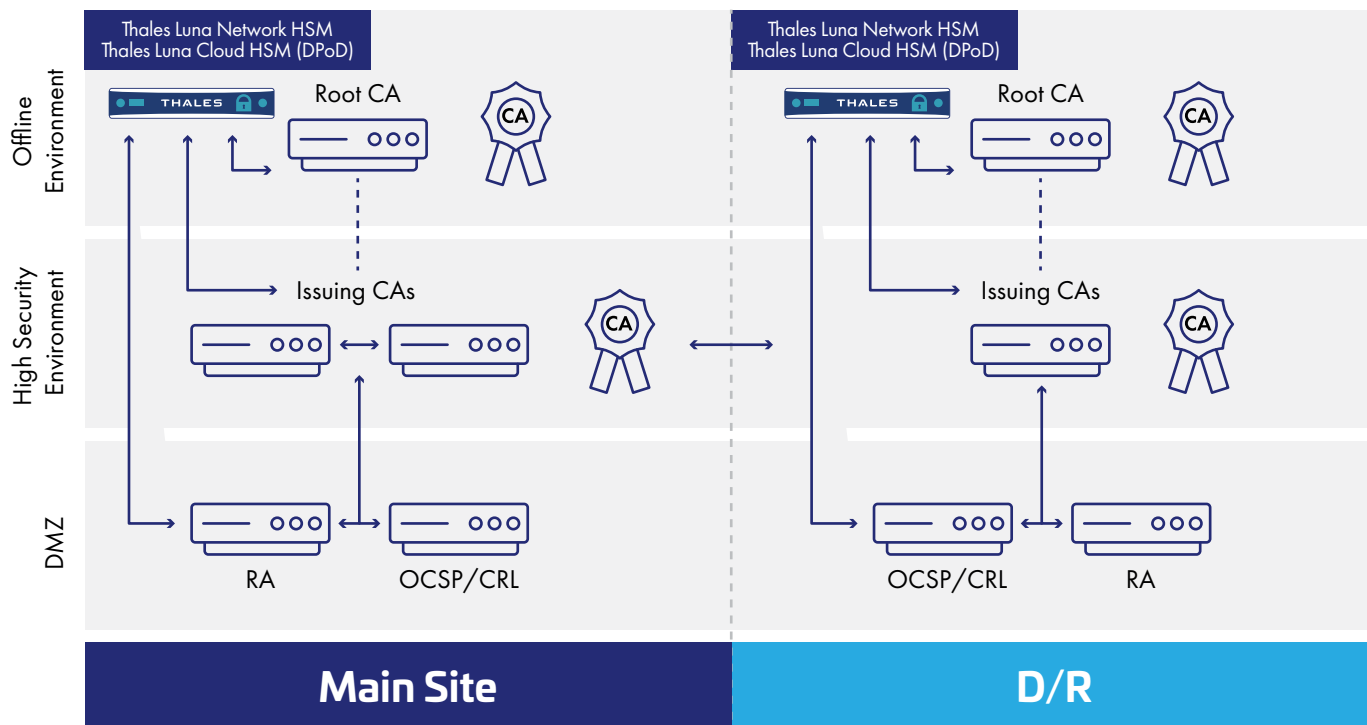 Thales Luna Network HSM
Thales Luna Cloud HSM (DPoD)
Thales Luna Network HSM
Thales Luna Cloud HSM (DPoD)
Offline
Environment
THALES
Root CA
CA
THALES
Root CA
CA
High Security
Environment
Issuing CAs
CA
Issuing CAs
CA
DMZ
RA
OCSP/CRL
OCSP/CRL
RA
Main Site
D/R